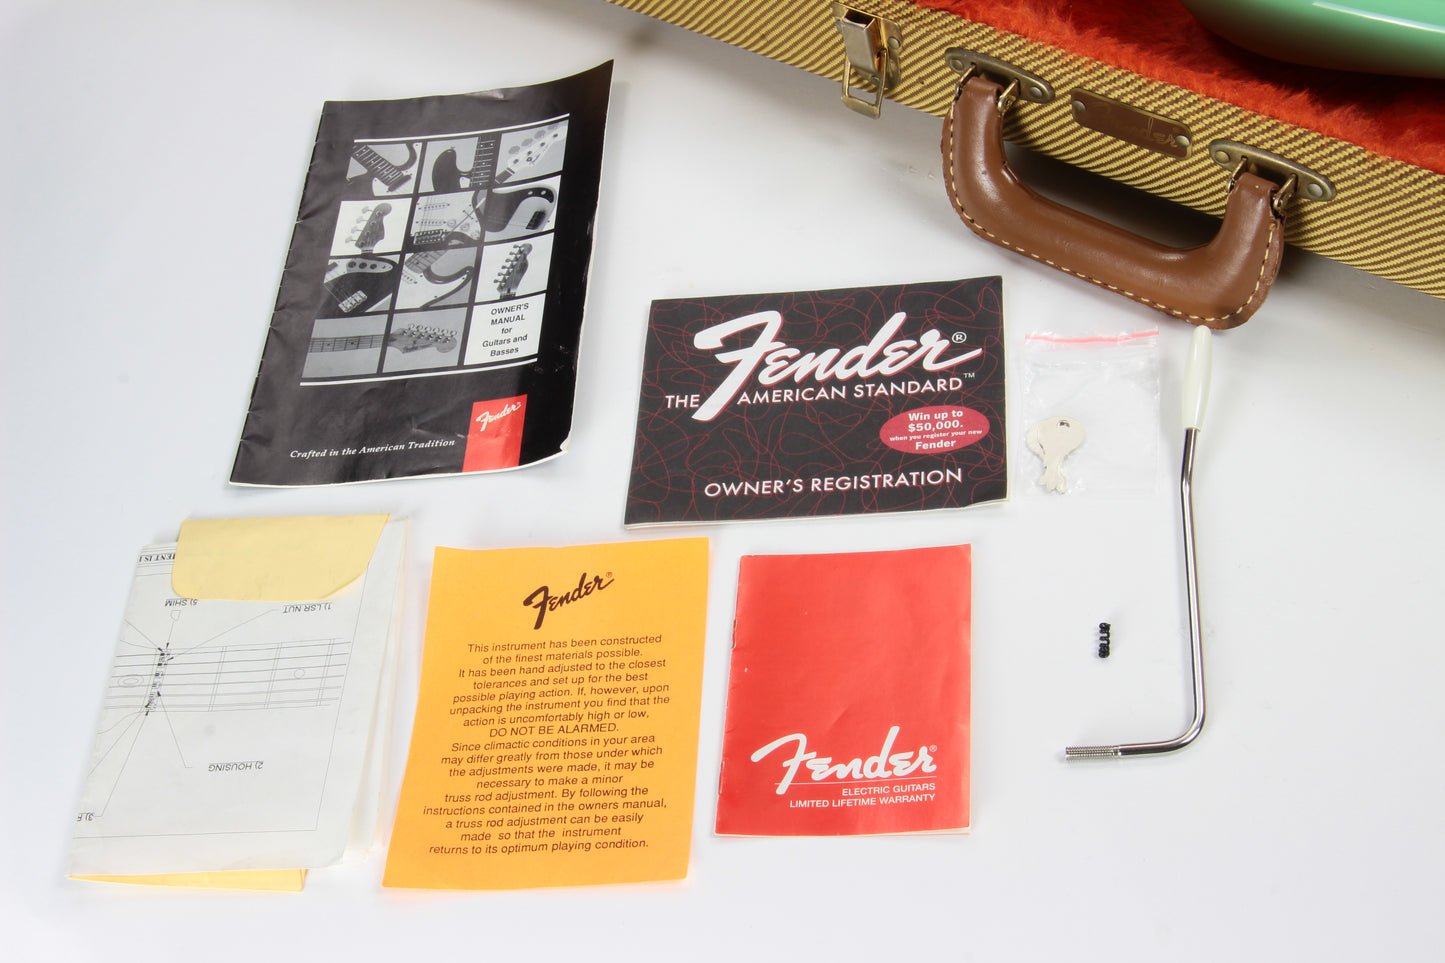 OWNER'S
MANUAL for
Guitars and
Basses
Crafted in the American Tradition
Fender
Fender
Fender®
THE AMERICAN STANDARD™
Win up to
$50,000.
when you register your new
Fender
OWNER'S REGISTRATION
1) LSR NUT
5) SHIM
2) HOUSING
Fender®
This instrument has been constructed
of the finest materials possible.
It has been hand adjusted to the closest
tolerances and set up for the best
possible playing action. If, however, upon
unpacking the instrument you find that the
action is uncomfortably high or low,
DO NOT BE ALARMED.
Since climactic conditions in your area
may differ greatly from those under which
the adjustments were made, it may be
necessary to make a minor
truss rod adjustment. By following the
instructions contained in the owners manual,
a truss rod adjustment can be easily
made so that the instrument
returns to its optimum playing condition.
Fender®
ELECTRIC GUITARS
LIMITED LIFETIME WARRANTY